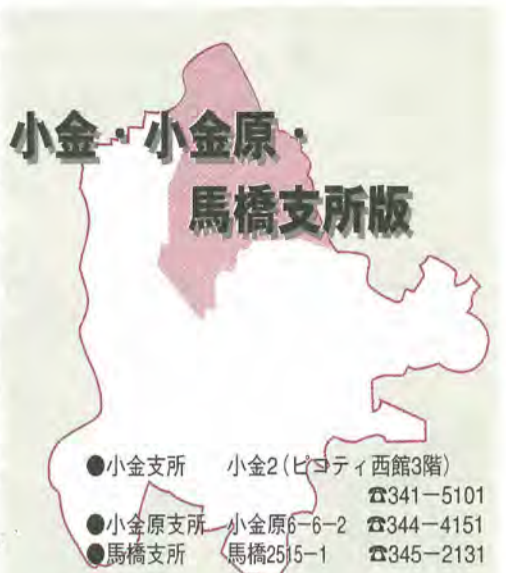 小金・小金原・
馬橋支所版
●小金支所 小金2(ピコティ西館3階)
☎341－5101
●小金原支所 小金原6－6－2 ☎344－4151
●馬橋支所 馬橋2515－1 ☎345－2131